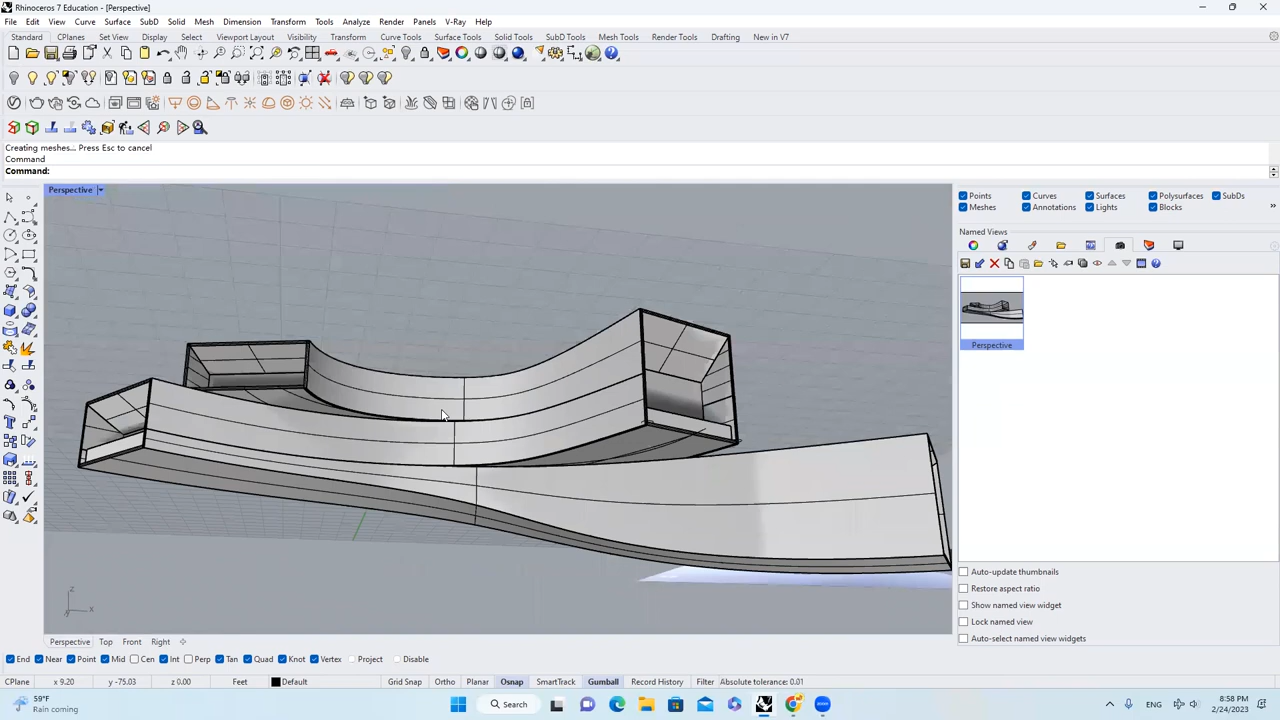 Rhinoceros 7 Education - [Perspective]
File Edit View Curve Surface SubD Solid Mesh Dimension Transform Tools Analyze Render Panels V-Ray Help
Standard CPlanes Set View Display Select Viewport Layout Visibility Transform Curve Tools Surface Tools Solid Tools SubD Tools Mesh Tools Render Tools Drafting New in V7
Creating meshes... Press Esc to cancel
Command
Command:
Perspective
Points Curves Surfaces Polysurfaces SubDs
Meshes Annotations Lights Blocks
Named Views
Perspective
Auto-update thumbnails
Restore aspect ratio
Show named view widget
Lock named view
Auto-select named view widgets
z
y x
Perspective Top Front Right
End Near Point Mid Cen Int Perp Tan Quad Knot Vertex Project Disable
CPlane x 9.20 y -75.03 z 0.00 Feet Default Grid Snap Ortho Planar Osnap SmartTrack Gumball Record History Filter Absolute tolerance: 0.01
59°F
Rain coming
Search
ENG
8:58 PM
2/24/2023